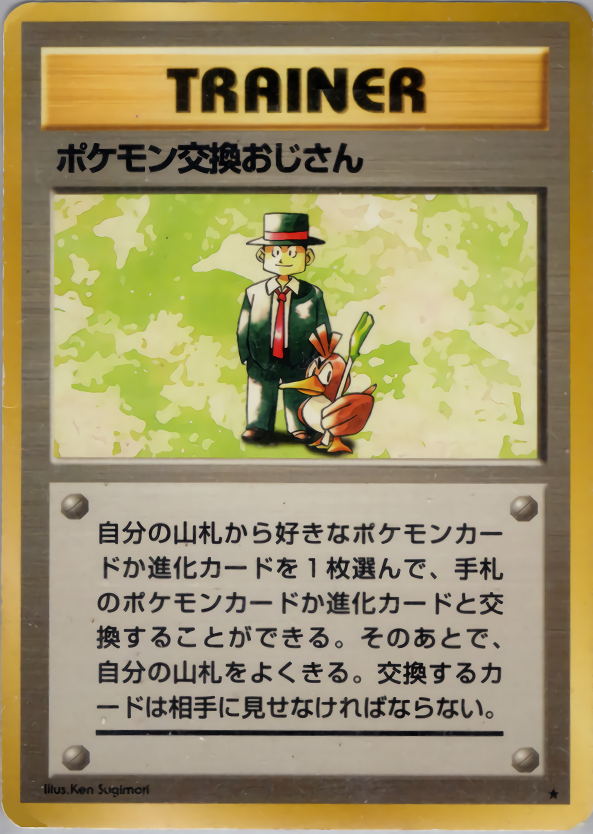 TRAINER
ポケモン交換おじさん
自分の山札から好きなポケモンカー
ドか進化カードを1枚選んで、手札
のポケモンカードか進化カードと交
換することができる。そのあとで、
自分の山札をよくきる。交換するカ
ードは相手に見せなければならない。
Illus.Ken Sugimori
★